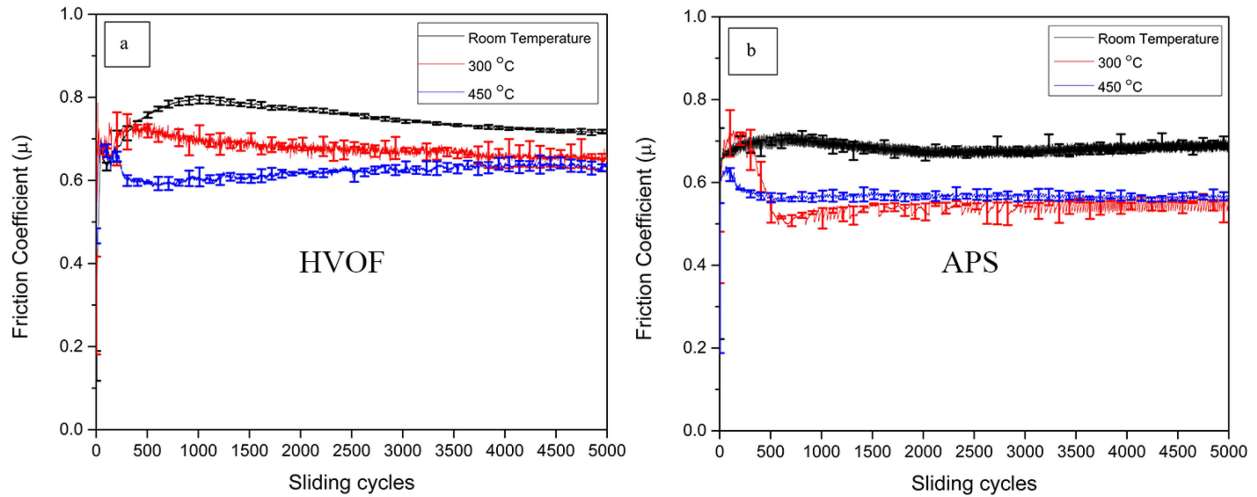 a
Room Temperature
300 °C
450 °C
HVOF
Friction Coefficient (μ)
1.0
0.8
0.6
0.4
0.2
0.0
0 500 1000 1500 2000 2500 3000 3500 4000 4500 5000
Sliding cycles
b
Room Temperature
300 °C
450 °C
APS
Friction Coefficient (μ)
1.0
0.8
0.6
0.4
0.2
0.0
0 500 1000 1500 2000 2500 3000 3500 4000 4500 5000
Sliding cycles